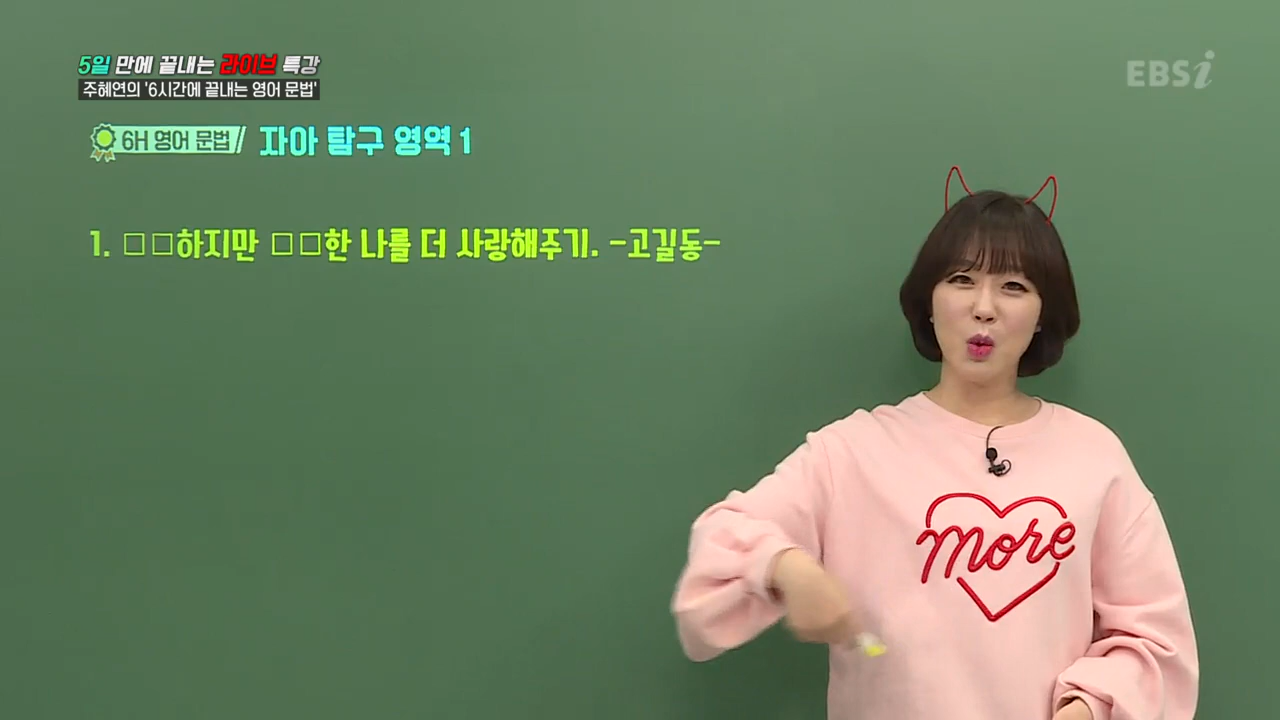 5일 만에 끝내는 라이브 특강
주혜연의 '6시간에 끝내는 영어 문법'
EBSi
6H 영어 문법 자아 탐구 영역 1
1. □□하지만 □□한 나를 더 사랑해주기. -고길동-
more